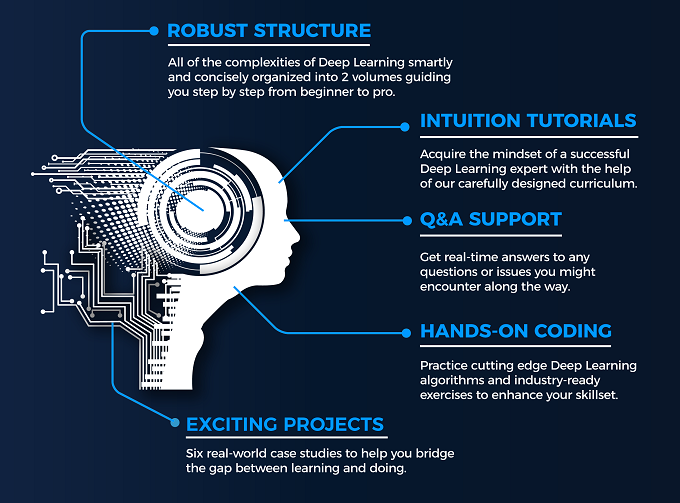 ROBUST STRUCTURE
All of the complexities of Deep Learning smartly
and concisely organized into 2 volumes guiding
you step by step from beginner to pro.
INTUITION TUTORIALS
Acquire the mindset of a successful
Deep Learning expert with the help
of our carefully designed curriculum.
Q&A SUPPORT
Get real-time answers to any
questions or issues you might
encounter along the way.
HANDS-ON CODING
Practice cutting edge Deep Learning
algorithms and industry-ready
exercises to enhance your skillset.
EXCITING PROJECTS
Six real-world case studies to help you bridge
the gap between learning and doing.